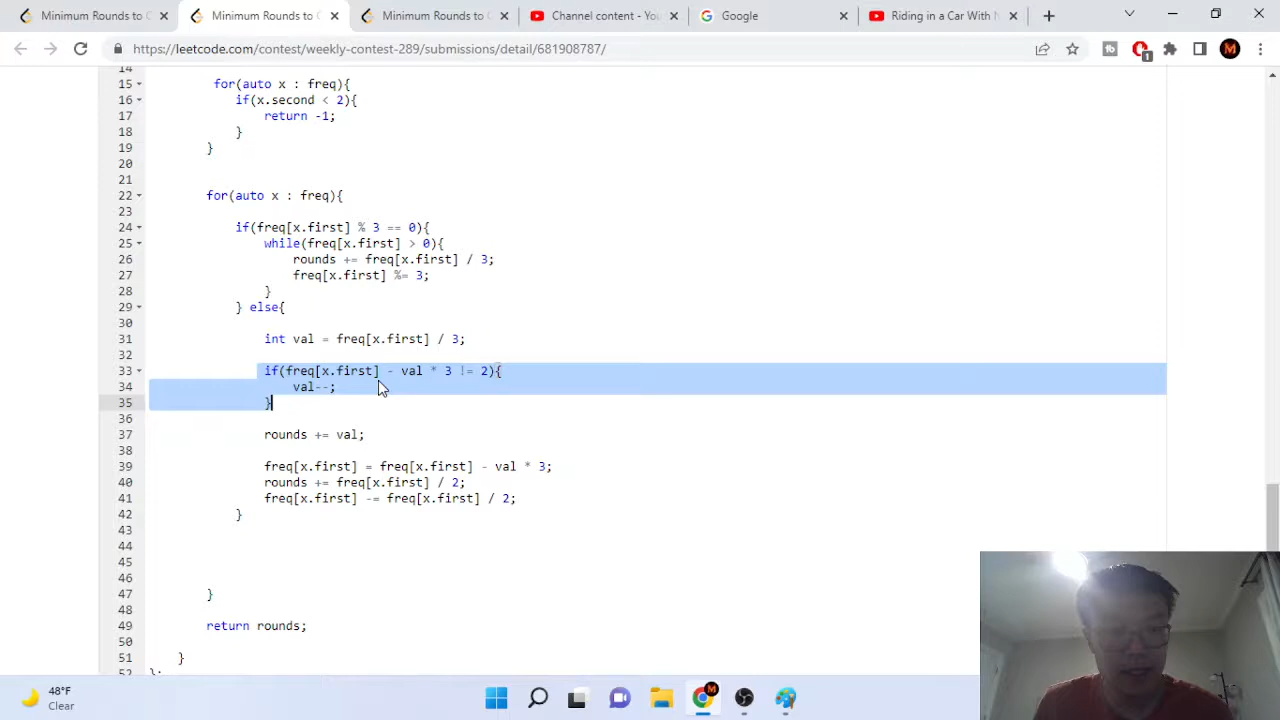 Minimum Rounds to C
Minimum Rounds to C
Minimum Rounds to C
Channel content - You
Google
Riding in a Car With N
https://leetcode.com/contest/weekly-contest-289/submissions/detail/681908787/
1
M
14
15 for(auto x : freq){
16 if(x.second < 2){
17 return -1;
18 }
19 }
20
21
22 for(auto x : freq){
23
24 if(freq[x.first] % 3 == 0){
25 while(freq[x.first] > 0){
26 rounds += freq[x.first] / 3;
27 freq[x.first] %= 3;
28 }
29 } else{
30
31 int val = freq[x.first] / 3;
32
33 if(freq[x.first] - val * 3 != 2){
34 val--;
35 }
36
37 rounds += val;
38
39 freq[x.first] = freq[x.first] - val * 3;
40 rounds += freq[x.first] / 2;
41 freq[x.first] -= freq[x.first] / 2;
42 }
43
44
45
46
47 }
48
49 return rounds;
50
51 }
52 };
48°F
Clear
M